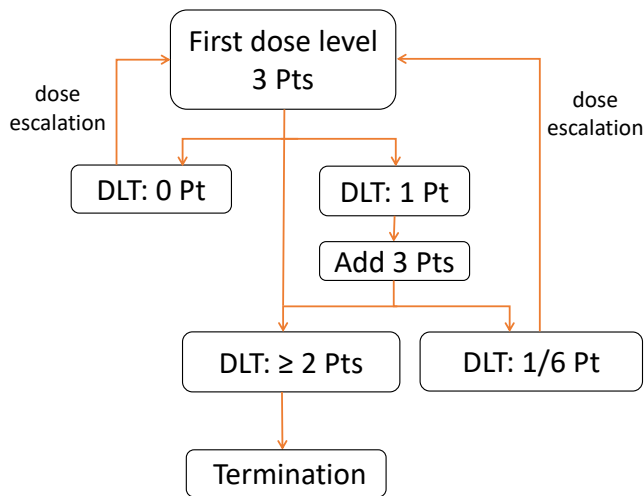 First dose level
3 Pts
dose
escalation
dose
escalation
DLT: 0 Pt
DLT: 1 Pt
Add 3 Pts
DLT: ≥ 2 Pts
DLT: 1/6 Pt
Termination